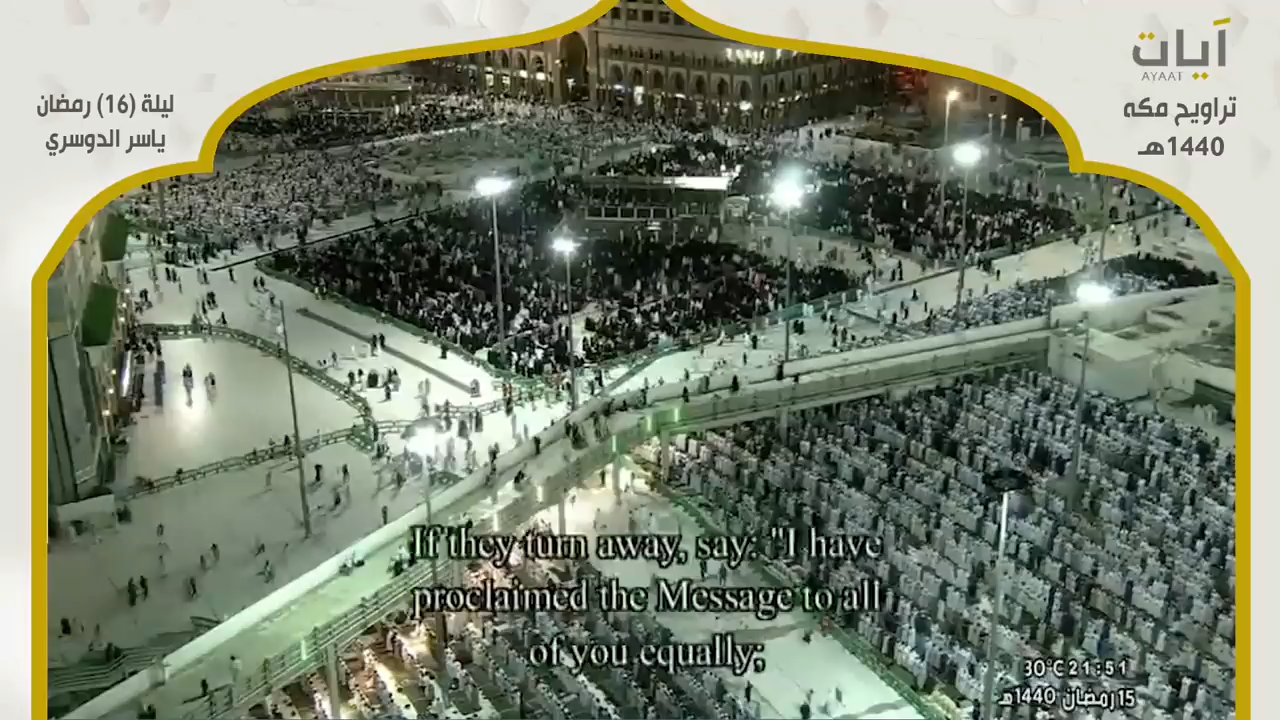 آيات
AYAAT
تراويح مكه
1440هـ
ليلة (16) رمضان
ياسر الدوسري
If they turn away, say: "I have
proclaimed the Message to all
of you equally;
30°C 21:51
15 رمضان 1440هـ